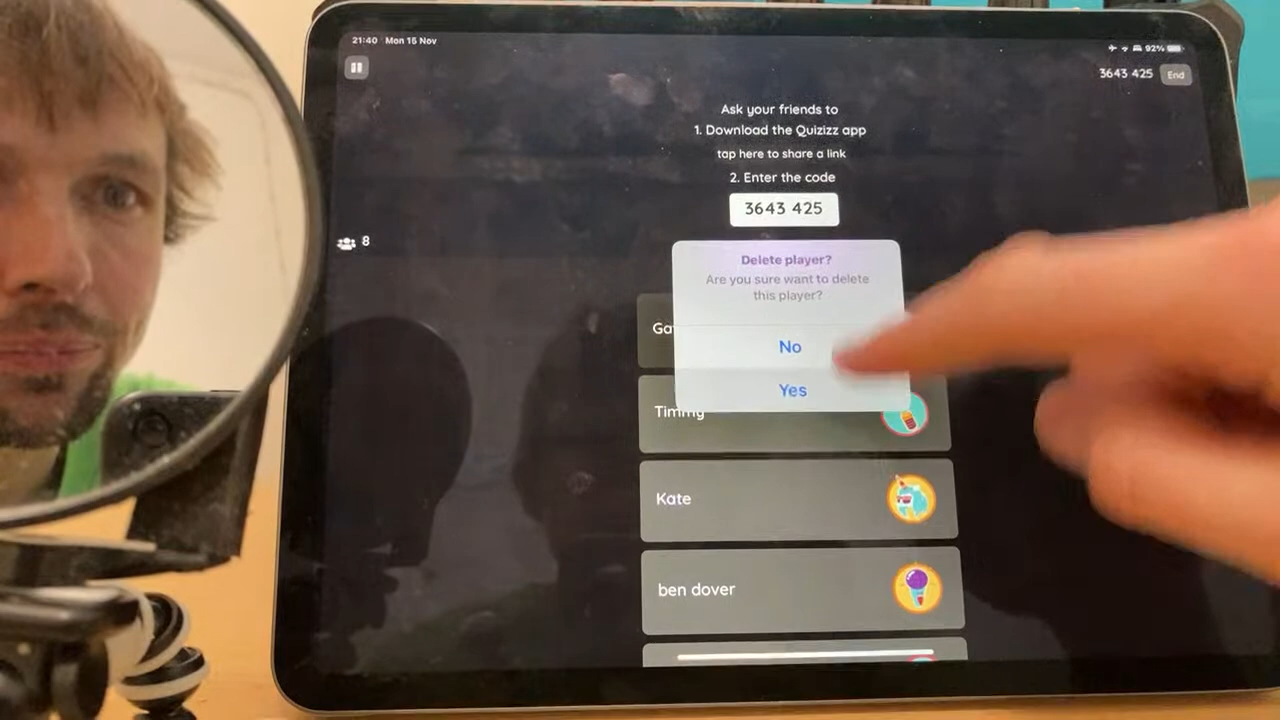 21:40 Mon 15 Nov
92%
3643 425 End
Ask your friends to
1. Download the Quizizz app
tap here to share a link
2. Enter the code
3643 425
8
Delete player?
Are you sure want to delete
this player?
No
Yes
Timmy
Kate
ben dover